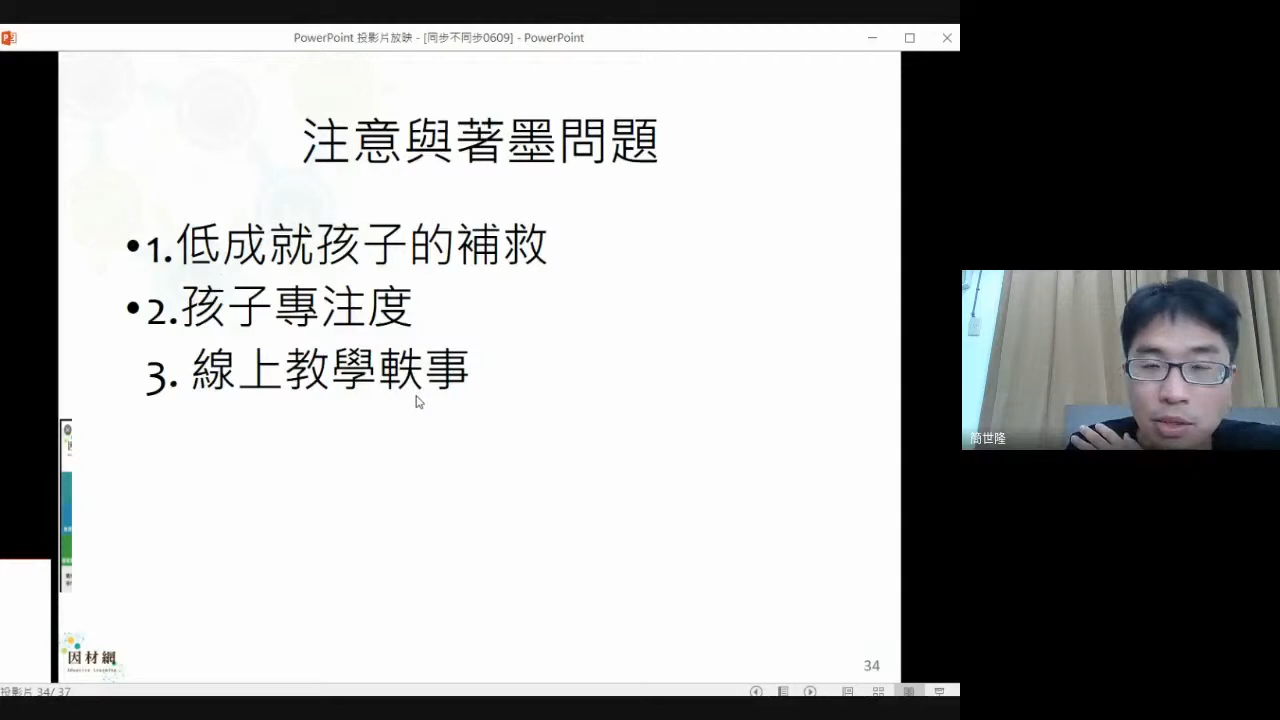 PowerPoint 投影片放映 - [同步不同步0609] - PowerPoint
注意與著墨問題
•1.低成就孩子的補救
•2.孩子專注度
3. 線上教學軼事
簡世隆
因材網
Adaptive Learning
34
投影片 34/ 37